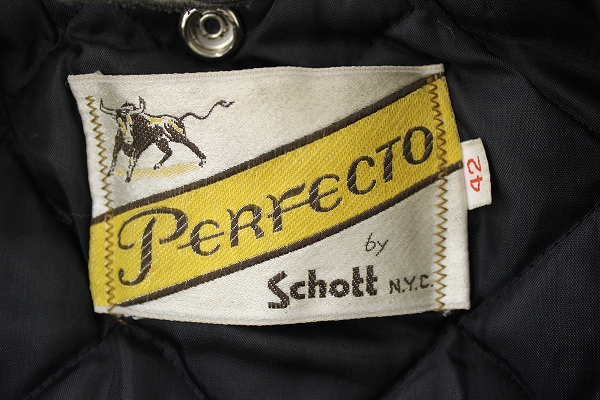 PERFECTO
by
Schott N.Y.C.
42